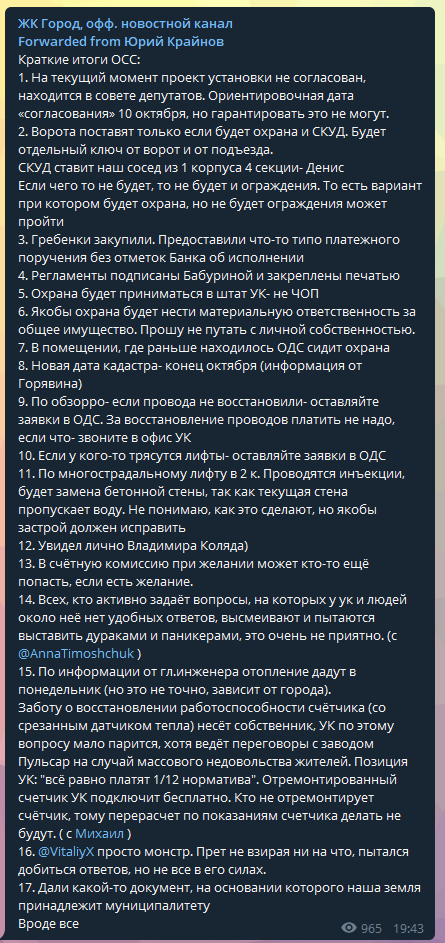 ЖК Город, офф. новостной канал
Forwarded from Юрий Крайнов
Краткие итоги ОСС:
1. На текущий момент проект установки не согласован,
находится в совете депутатов. Ориентировочная дата
«согласования» 10 октября, но гарантировать это не могут.
2. Ворота поставят только если будет охрана и СКУД. Будет
отдельный ключ от ворот и от подъезда.
СКУД ставит наш сосед из 1 корпуса 4 секции- Денис
Если чего то не будет, то не будет и ограждения. То есть вариант
при котором будет охрана, но не будет ограждения может
пройти
3. Гребенки закупили. Предоставили что-то типо платежного
поручения без отметок Банка об исполнении
4. Регламенты подписаны Бабуриной и закреплены печатью
5. Охрана будет приниматься в штат УК- не ЧОП
6. Якобы охрана будет нести материальную ответственность за
общее имущество. Прошу не путать с личной собственностью.
7. В помещении, где раньше находилось ОДС сидит охрана
8. Новая дата кадастра- конец октября (информация от
Горявина)
9. По обзорро- если провода не восстановили- оставляйте
заявки в ОДС. За восстановление проводов платить не надо,
если что- звоните в офис УК
10. Если у кого-то трясутся лифты- оставляйте заявки в ОДС
11. По многострадальному лифту в 2 к. Проводятся инъекции,
будет замена бетонной стены, так как текущая стена
пропускает воду. Не понимаю, как это сделают, но якобы
застрой должен исправить
12. Увидел лично Владимира Коляда)
13. В счётную комиссию при желании может кто-то ещё
попасть, если есть желание.
14. Всех, кто активно задаёт вопросы, на которых у ук и людей
около неё нет удобных ответов, высмеивают и пытаются
выставить дураками и паникерами, это очень не приятно. (с
@AnnaTimoshchuk )
15. По информации от гл.инженера отопление дадут в
понедельник (но это не точно, зависит от города).
Заботу о восстановлении работоспособности счётчика (со
срезанным датчиком тепла) несёт собственник, УК по этому
вопросу мало парится, хотя ведёт переговоры с заводом
Пульсар на случай массового недовольства жителей. Позиция
УК: "всё равно платят 1/12 норматива". Отремонтированный
счетчик УК подключит бесплатно. Кто не отремонтирует
счётчик, тому перерасчет по показаниям счетчика делать не
будут. ( с Михаил )
16. @VitaliyX просто монстр. Прет не взирая ни на что, пытался
добиться ответов, но не все в его силах.
17. Дали какой-то документ, на основании которого наша земля
принадлежит муниципалитету
Вроде все
965 19:43